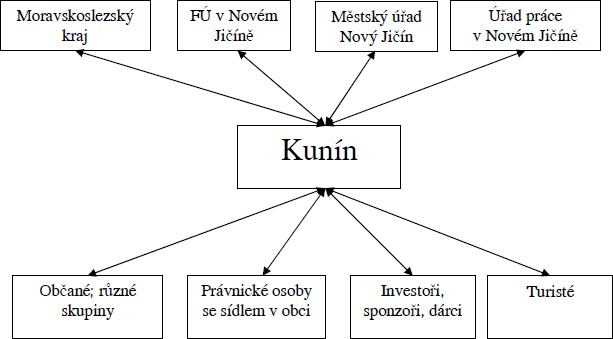 Moravskoslezský
kraj
FÚ v Novém
Jičíně
Městský úřad
Nový Jičín
Úřad práce
v Novém Jičíně
Kunín
Občané; různé
skupiny
Právnické osoby
se sídlem v obci
Investoři,
sponzoři, dárci
Turisté